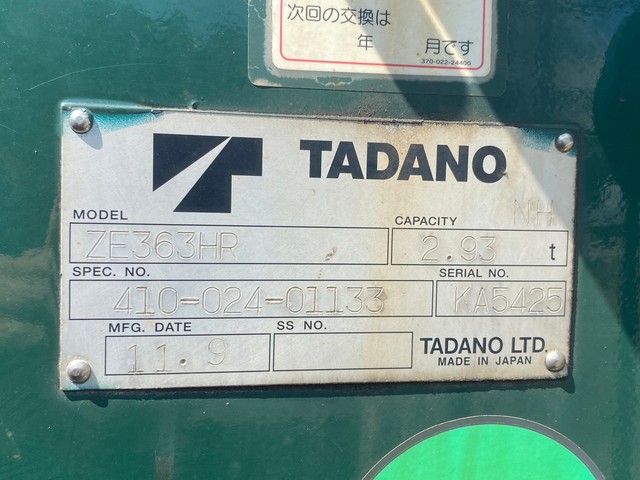 次回の交換は
年 月です
370-022-24400
TADANO
NH
MODEL
ZE363HR
CAPACITY
2.93 t
SPEC. NO.
410-024-01133
SERIAL NO.
KA5425
MFG. DATE
11.9
SS NO.
TADANO LTD.
MADE IN JAPAN